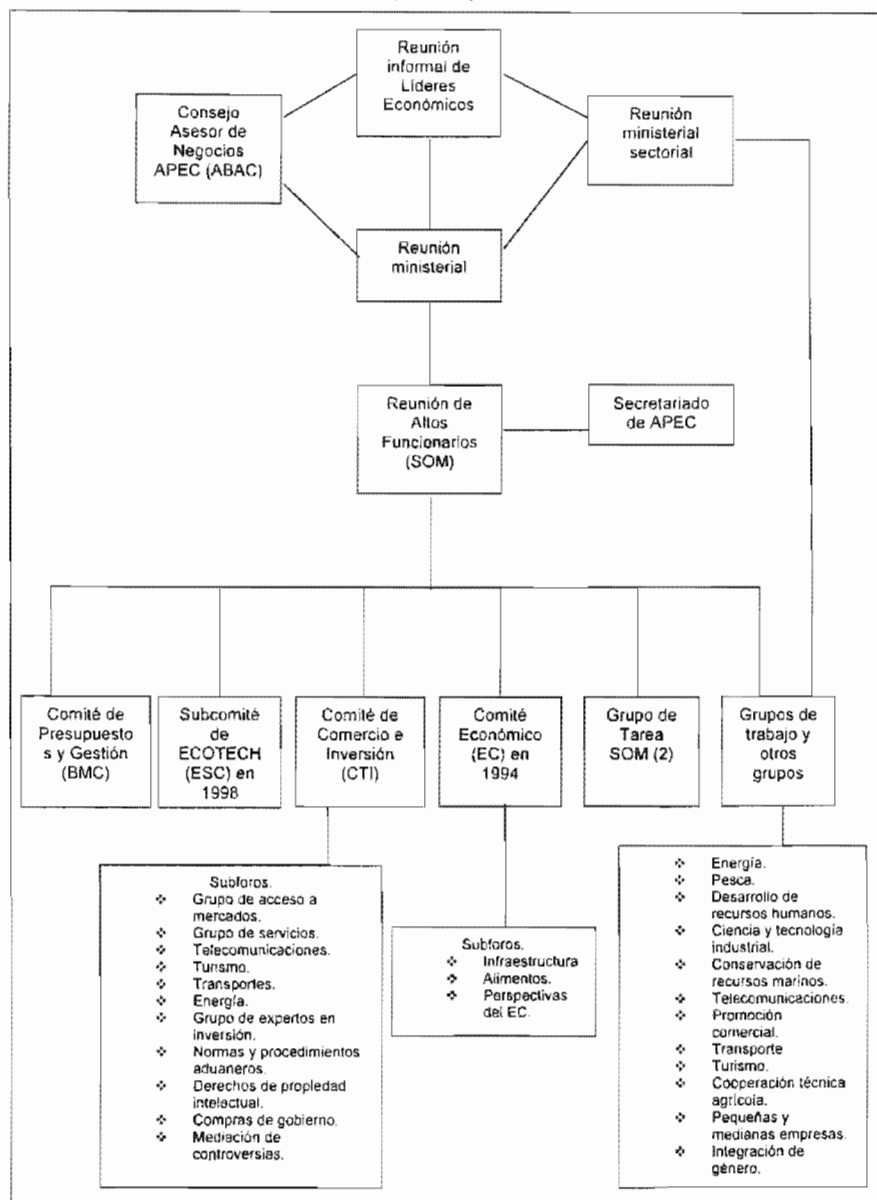 Reunión
informal de
Líderes
Económicos
Consejo
Asesor de
Negocios
APEC (ABAC)
Reunión
ministerial
sectorial
Reunión
ministerial
Reunión de
Altos
Funcionarios
(SOM)
Secretariado
de APEC
Comité de
Presupuesto
s y Gestión
(BMC)
Subcomité
de
ECOTECH
(ESC) en
1998
Comité de
Comercio e
Inversión
(CTI)
Comité
Económico
(EC) en
1994
Grupo de
Tarea
SOM (2)
Grupos de
trabajo y
otros
grupos
Subforos.
❖ Grupo de acceso a
mercados.
❖ Grupo de servicios.
❖ Telecomunicaciones.
❖ Turismo.
❖ Transportes.
❖ Energía.
❖ Grupo de expertos en
inversión.
❖ Normas y procedimientos
aduaneros.
❖ Derechos de propiedad
intelectual.
❖ Compras de gobierno.
❖ Mediación de
controversias.
Subforos.
❖ Infraestructura
❖ Alimentos.
❖ Perspectivas
del EC.
❖ Energía.
❖ Pesca.
❖ Desarrollo de
recursos humanos.
❖ Ciencia y tecnología
industrial.
❖ Conservación de
recursos marinos.
❖ Telecomunicaciones.
❖ Promoción
comercial.
❖ Transporte
❖ Turismo.
❖ Cooperación técnica
agrícola.
❖ Pequeñas y
medianas empresas.
❖ Integración de
género.